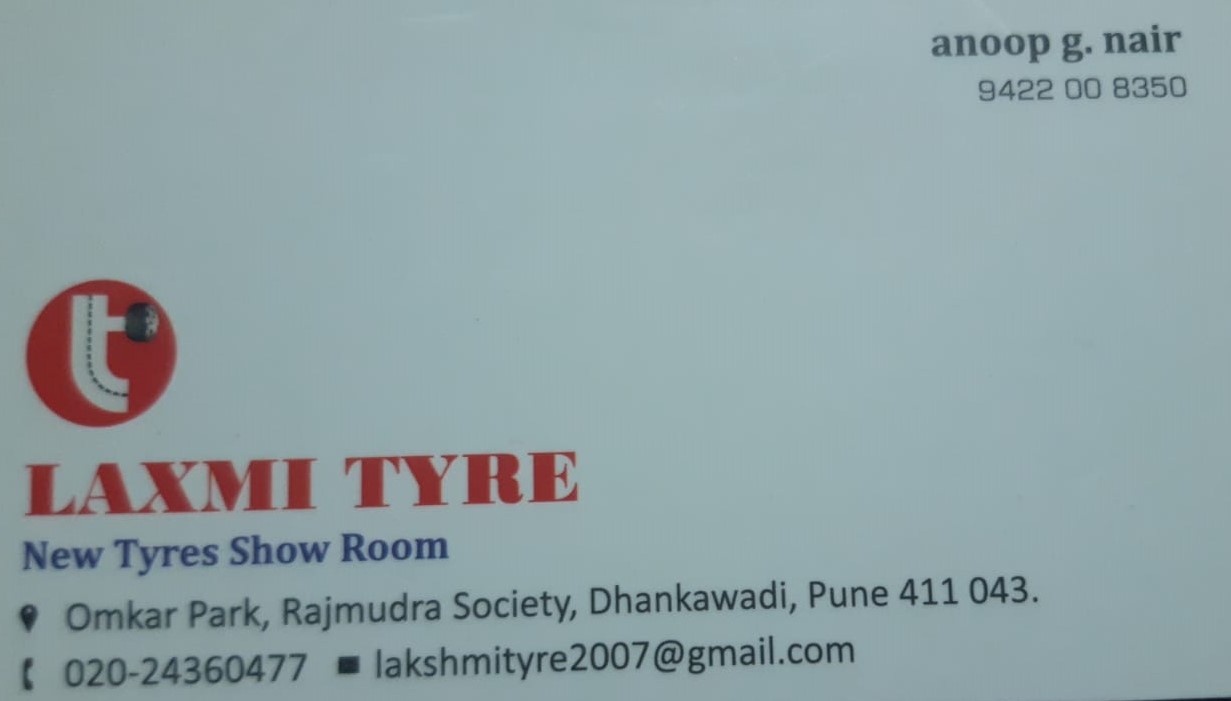 anoop g. nair
9422 00 8350
t
LAXMI TYRE
New Tyres Show Room
Omkar Park, Rajmudra Society, Dhankawadi, Pune 411 043.
020-24360477 lakshmityre2007@gmail.com